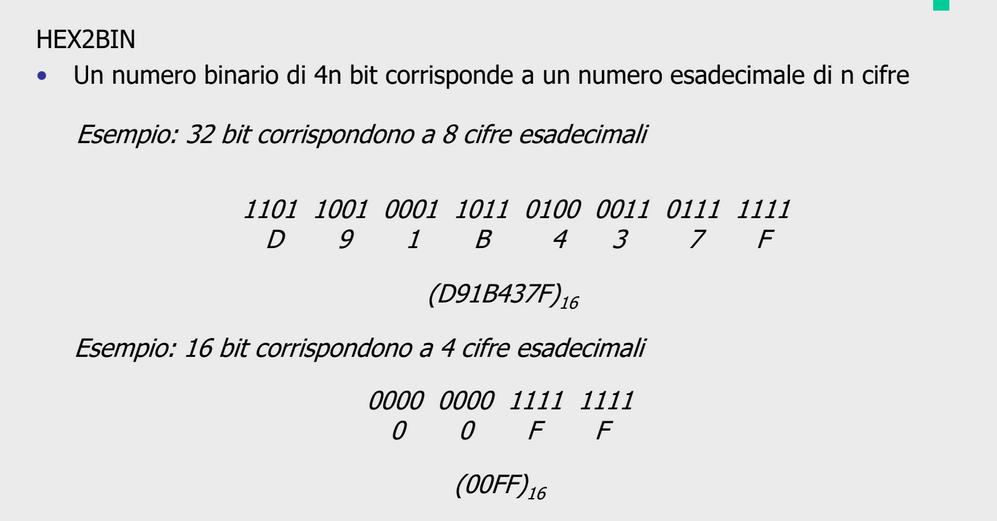 HEX2BIN
• Un numero binario di 4n bit corrisponde a un numero esadecimale di n cifre
Esempio: 32 bit corrispondono a 8 cifre esadecimali
1101 1001 0001 1011 0100 0011 0111 1111
D 9 1 B 4 3 7 F
(D91B437F)16
Esempio: 16 bit corrispondono a 4 cifre esadecimali
0000 0000 1111 1111
0 0 F F
(00FF)16